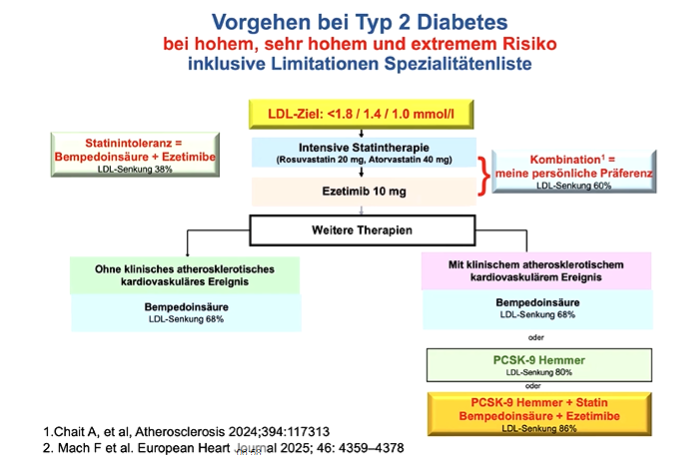 Vorgehen bei Typ 2 Diabetes
bei hohem, sehr hohem und extremem Risiko
inklusive Limitationen Spezialitätenliste
LDL-Ziel: <1.8 / 1.4 / 1.0 mmol/l
Statinintoleranz =
Bempedoinsäure + Ezetimibe
LDL-Senkung 38%
Intensive Statintherapie
(Rosuvastatin 20 mg, Atorvastatin 40 mg)
Ezetimib 10 mg
Kombination¹ =
meine persönliche Präferenz
LDL-Senkung 60%
Weitere Therapien
Ohne klinisches atherosklerotisches
kardiovaskuläres Ereignis
Bempedoinsäure
LDL-Senkung 68%
Mit klinischem atherosklerotischem
kardiovaskulärem Ereignis
Bempedoinsäure
LDL-Senkung 68%
oder
PCSK-9 Hemmer
LDL-Senkung 80%
oder
PCSK-9 Hemmer + Statin
Bempedoinsäure + Ezetimibe
LDL-Senkung 86%
1.Chait A, et al, Atherosclerosis 2024;394:117313
2. Mach F et al. European Heart Journal 2025; 46: 4359–4378